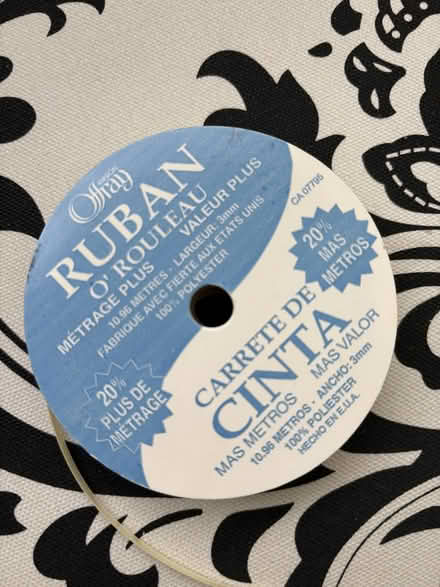 Offray
RUBAN
O' ROULEAU
MÉTRAGE PLUS VALEUR PLUS
10.96 METRES - LARGEUR: 3mm
FABRIQUE AVEC FIERTE AUX ETATS UNIS
100% POLYESTER
20%
PLUS DE
MÉTRAGE
CA 07795
20%
MAS
METROS
CARRETE DE
CINTA
MAS METROS MAS VALOR
10.96 METROS - ANCHO: 3mm
100% POLIESTER
HECHO EN E.U.A.